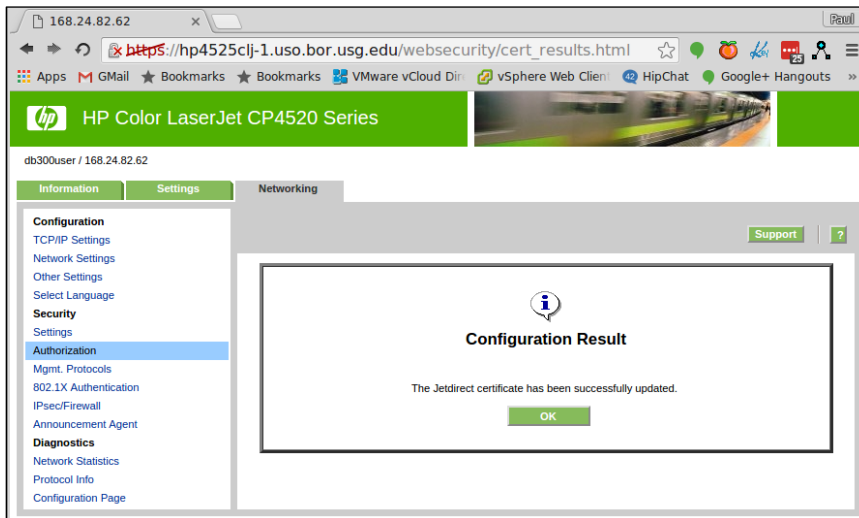 168.24.82.62
Paul
https://hp4525clj-1.uso.bor.usg.edu/websecurity/cert_results.html
25
Apps GMail Bookmarks Bookmarks VMware vCloud Dir vSphere Web Client 42 HipChat Google+ Hangouts »
hp HP Color LaserJet CP4520 Series
db300user / 168.24.82.62
Information Settings Networking
Configuration
TCP/IP Settings
Network Settings
Other Settings
Select Language
Security
Settings
Authorization
Mgmt. Protocols
802.1X Authentication
IPsec/Firewall
Announcement Agent
Diagnostics
Network Statistics
Protocol Info
Configuration Page
Support ?
Configuration Result
The Jetdirect certificate has been successfully updated.
OK